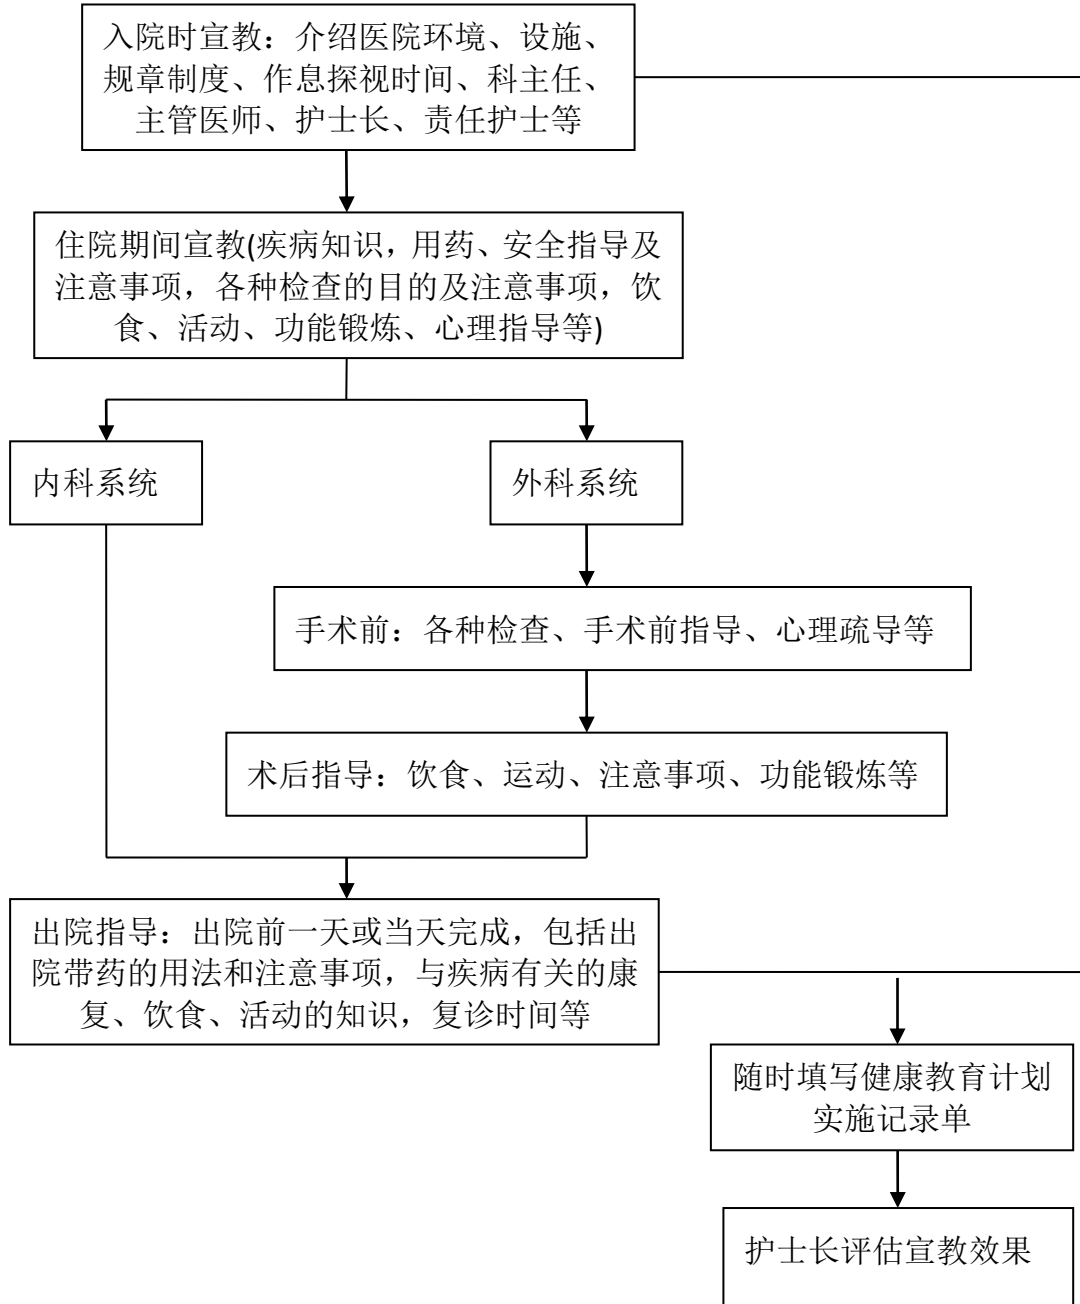 入院时宣教：介绍医院环境、设施、
规章制度、作息探视时间、科主任、
主管医师、护士长、责任护士等
住院期间宣教(疾病知识，用药、安全指导及
注意事项，各种检查的目的及注意事项，饮
食、活动、功能锻炼、心理指导等)
内科系统
外科系统
手术前：各种检查、手术前指导、心理疏导等
术后指导：饮食、运动、注意事项、功能锻炼等
出院指导：出院前一天或当天完成，包括出
院带药的用法和注意事项，与疾病有关的康
复、饮食、活动的知识，复诊时间等
随时填写健康教育计划
实施记录单
护士长评估宣教效果